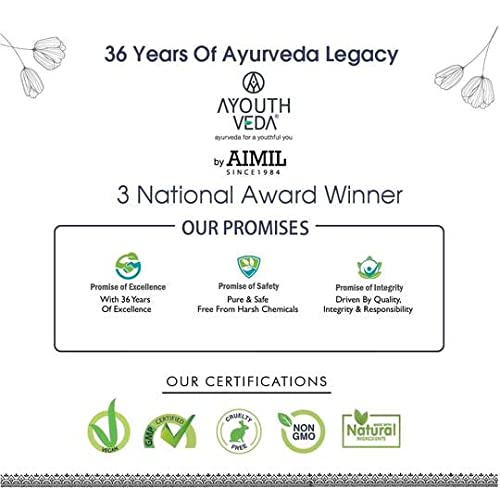 36 Years Of Ayurveda Legacy
AYOUTH
VEDA®
ayurveda for a youthful you
by AIMIL
SINCE1984
3 National Award Winner
OUR PROMISES
Promise of Excellence
With 36 Years
Of Excellence
Promise of Safety
Pure & Safe
Free From Harsh Chemicals
Promise of Integrity
Driven By Quality,
Integrity & Responsibility
OUR CERTIFICATIONS
VEGAN
GMP CERTIFIED
CRUELTY
FREE
NON
GMO
MADE WITH
Natural
INGREDIENTS